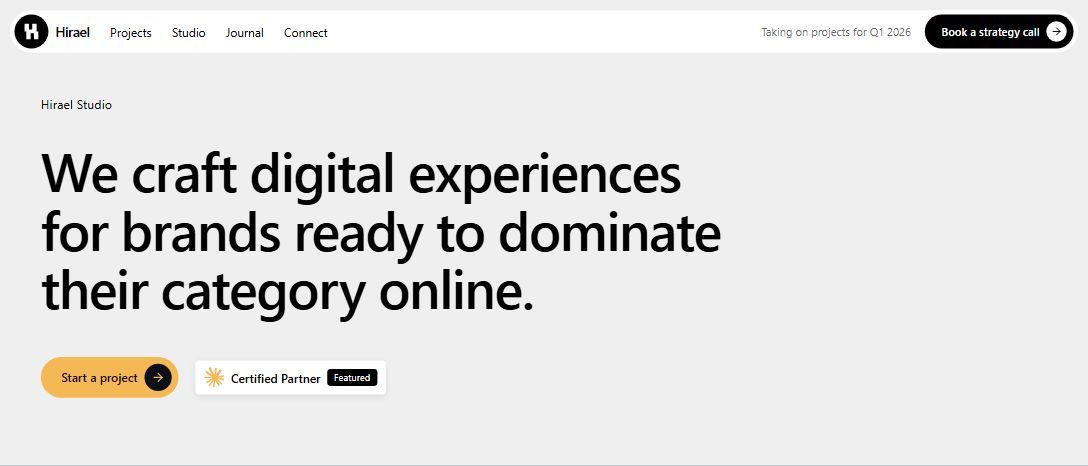 Hirael Projects Studio Journal Connect Taking on projects for Q1 2026 Book a strategy call
Hirael Studio
We craft digital experiences
for brands ready to dominate
their category online.
Start a project Certified Partner Featured